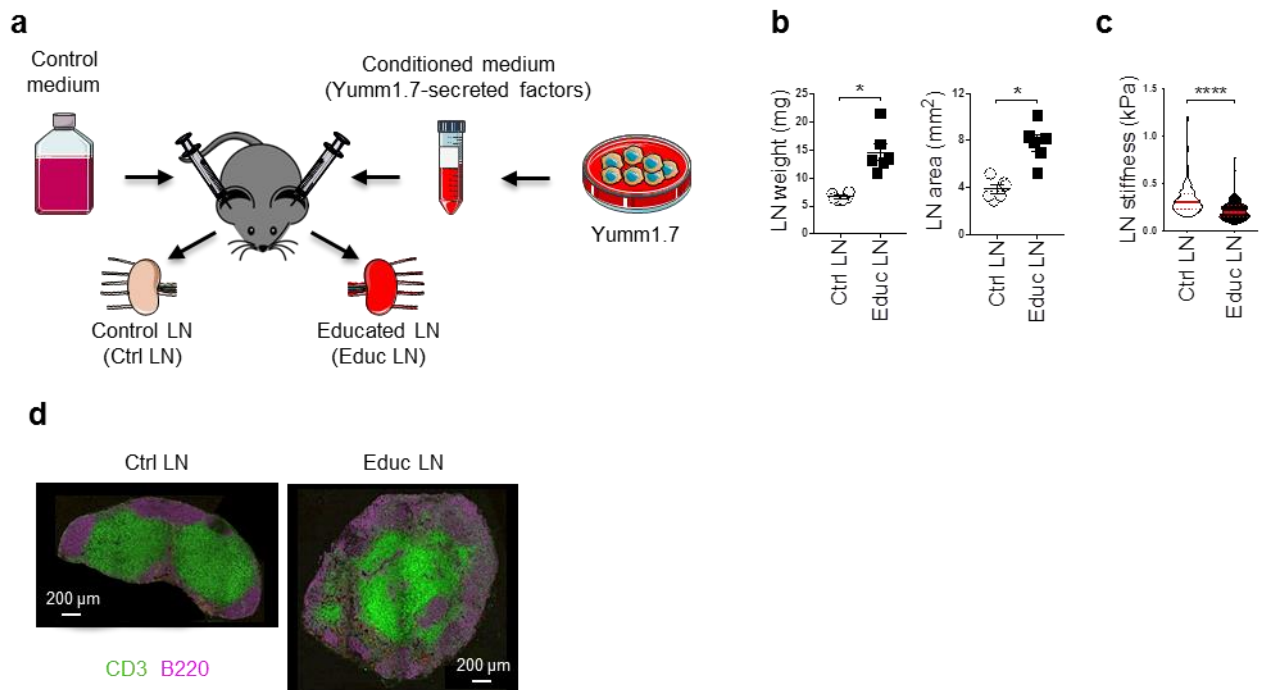 a
Control
medium
Conditioned medium
(Yumm1.7-secreted factors)
Yumm1.7
Control LN
(Ctrl LN)
Educated LN
(Educ LN)
b
LN weight (mg)
25
20
15
10
5
0
*
Ctrl LN
Educ LN
LN area (mm²)
12
8
4
0
*
Ctrl LN
Educ LN
c
LN stiffness (kPa)
1.5
1.0
0.5
0.0
****
Ctrl LN
Educ LN
d
Ctrl LN
Educ LN
200 µm
200 µm
CD3 B220